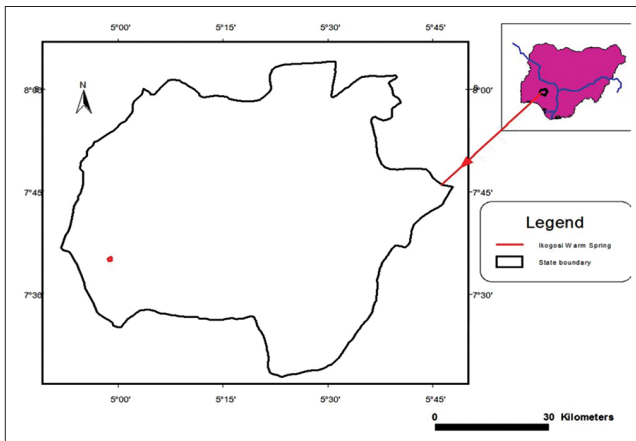 5°00' 5°15' 5°30' 5°45'
N
8°00' 8°00'
7°45' 7°45'
Legend
Ikogosi Warm Spring
State boundary
7°30' 7°30'
5°00' 5°15' 5°30' 5°45'
0 30 Kilometers